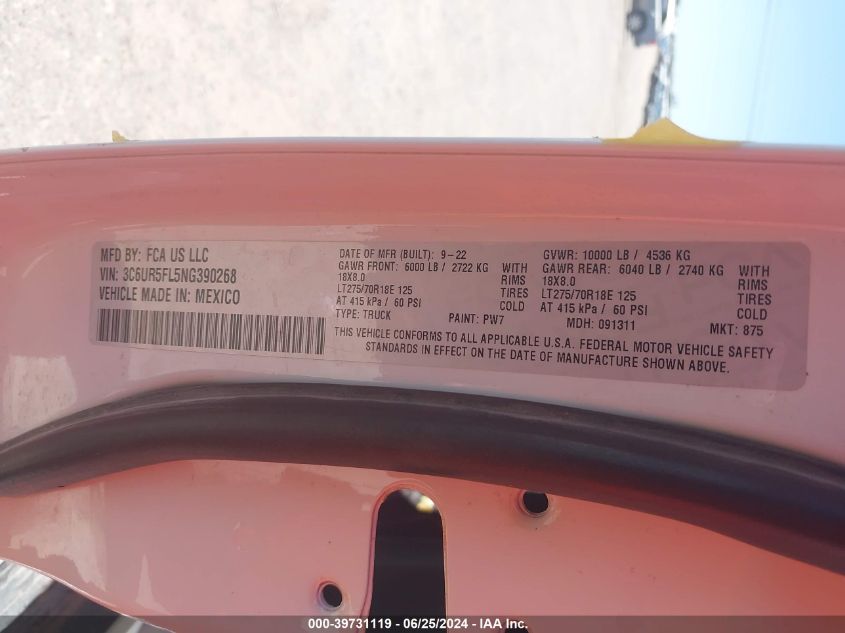 MFD BY: FCA US LLC
VIN: 3C6UR5FL5NG390268
VEHICLE MADE IN: MEXICO
DATE OF MFR (BUILT): 9-22
GAWR FRONT: 6000 LB / 2722 KG WITH
18X8.0 RIMS
LT275/70R18E 125 TIRES
AT 415 kPa / 60 PSI COLD
TYPE: TRUCK PAINT: PW7
GVWR: 10000 LB / 4536 KG
GAWR REAR: 6040 LB / 2740 KG WITH
18X8.0 RIMS
LT275/70R18E 125 TIRES
AT 415 kPa / 60 PSI COLD
MDH: 091311 MKT: 875
THIS VEHICLE CONFORMS TO ALL APPLICABLE U.S.A. FEDERAL MOTOR VEHICLE SAFETY
STANDARDS IN EFFECT ON THE DATE OF MANUFACTURE SHOWN ABOVE.
000-39731119 - 06/25/2024 - IAA Inc.